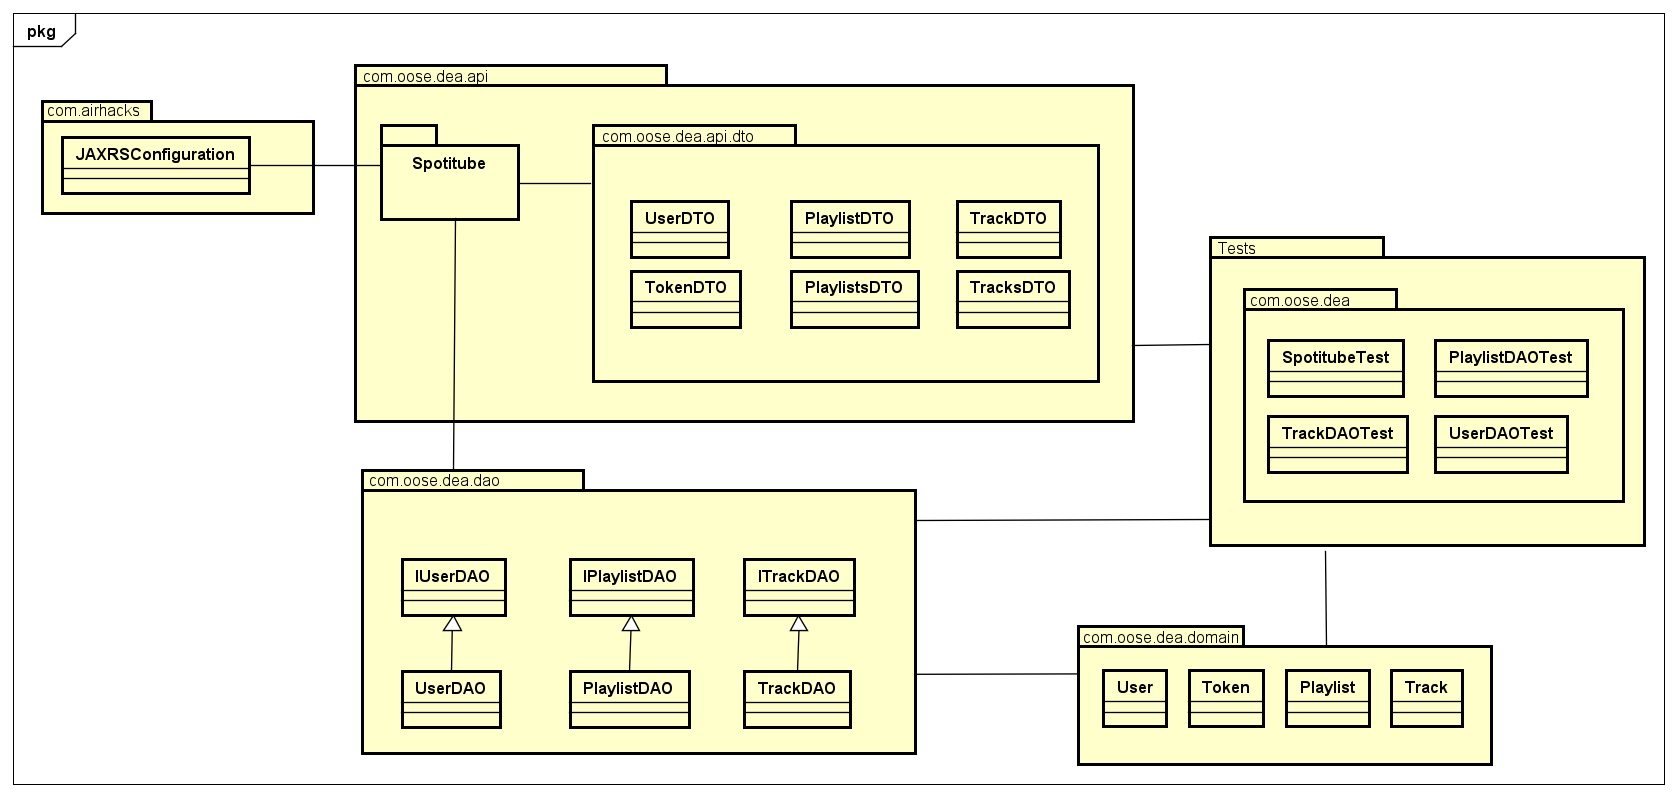 pkg
com.airhacks
JAXRSConfiguration
com.oose.dea.api
Spotitube
com.oose.dea.api.dto
UserDTO
PlaylistDTO
TrackDTO
TokenDTO
PlaylistsDTO
TracksDTO
Tests
com.oose.dea
SpotitubeTest
PlaylistDAOTest
TrackDAOTest
UserDAOTest
com.oose.dea.dao
IUserDAO
IPlaylistDAO
ITrackDAO
UserDAO
PlaylistDAO
TrackDAO
com.oose.dea.domain
User
Token
Playlist
Track